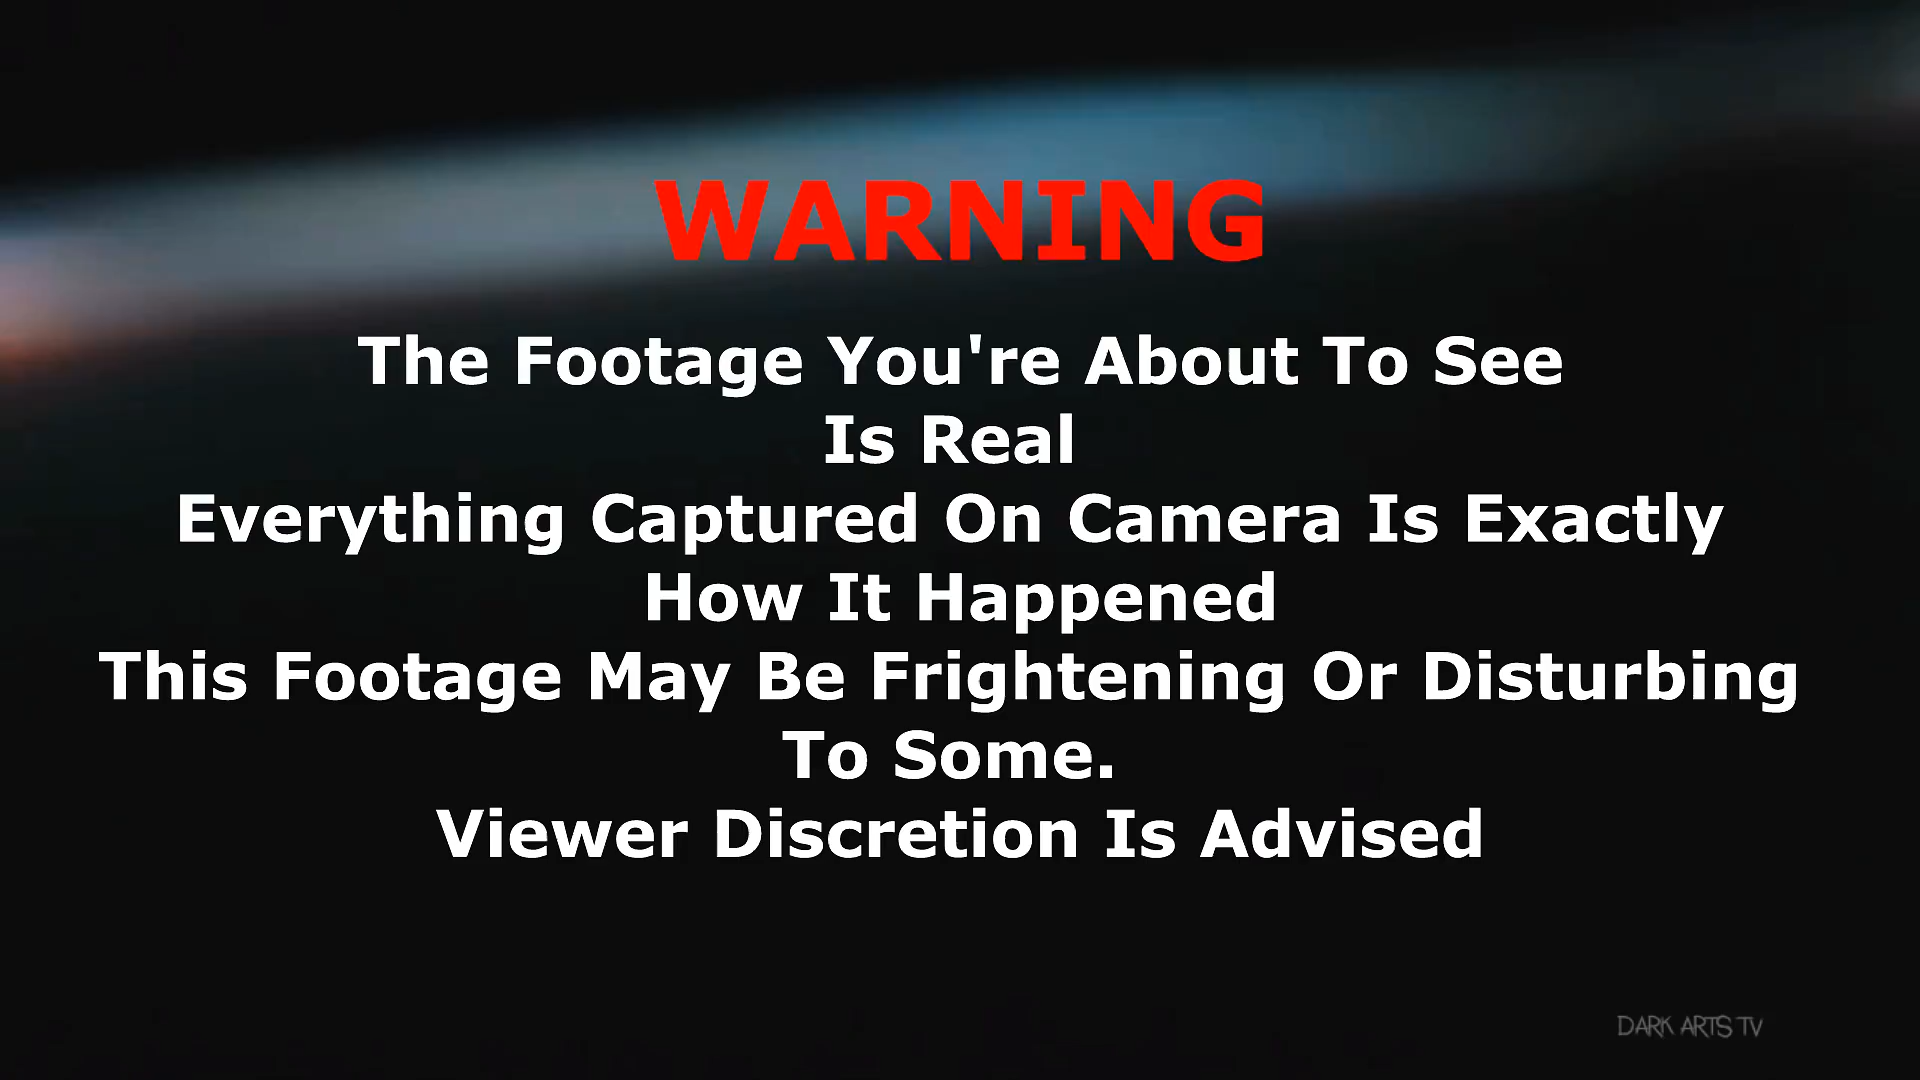 WARNING
The Footage You're About To See
Is Real
Everything Captured On Camera Is Exactly
How It Happened
This Footage May Be Frightening Or Disturbing
To Some.
Viewer Discretion Is Advised
DARK ARTS TV